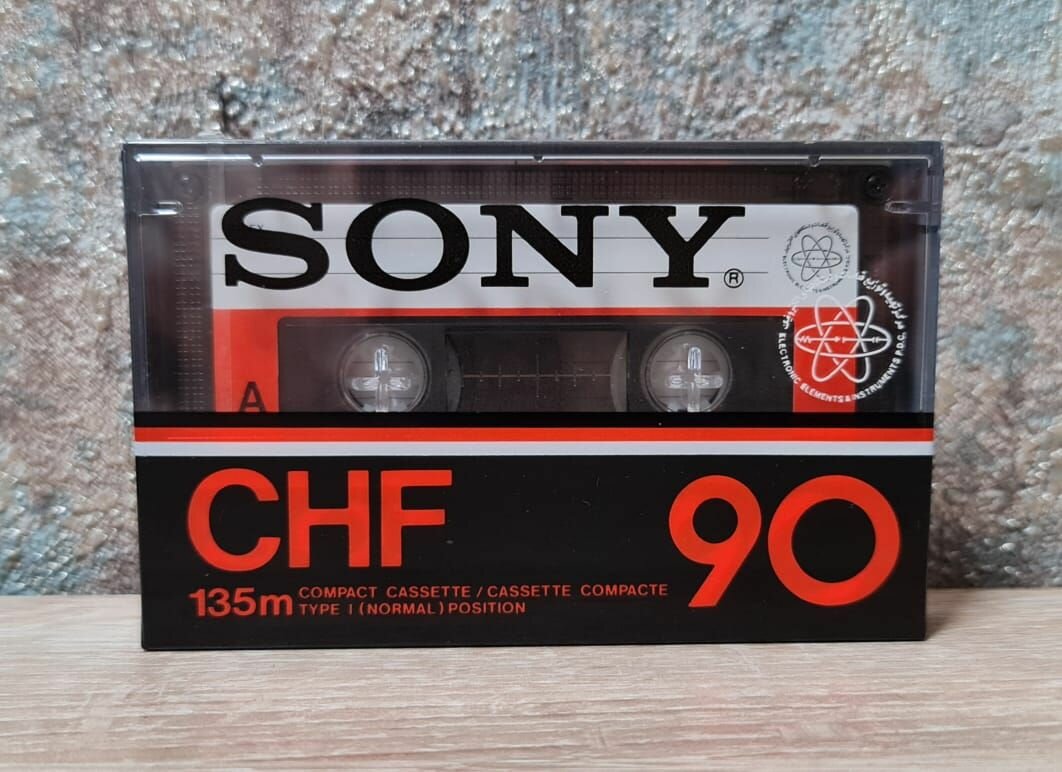 SONY®
ELECTRONIC ELEMENTS & INSTRUMENTS P.D.C.
A
CHF 90
135m COMPACT CASSETTE / CASSETTE COMPACTE
TYPE I (NORMAL) POSITION